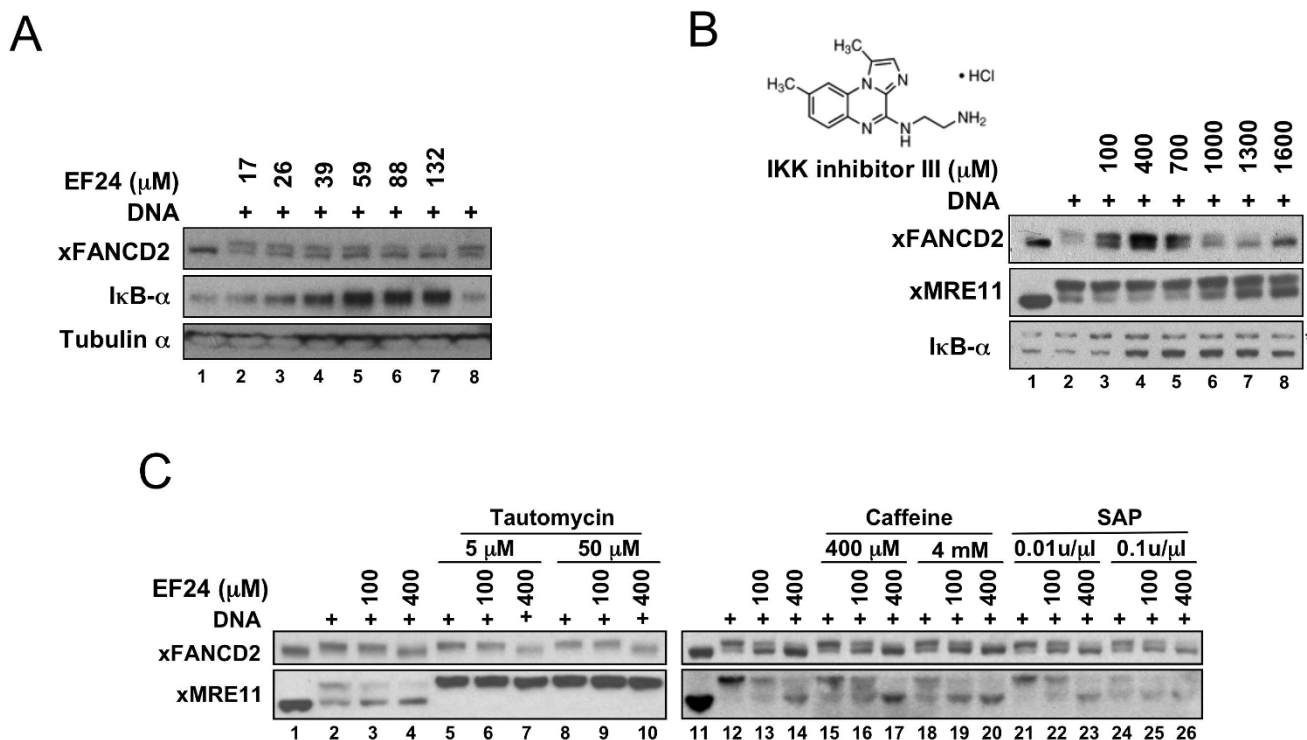 A
EF24 (μM) 17 26 39 59 88 132
DNA + + + + + + +
xFANCD2
IκB-α
Tubulin α
1 2 3 4 5 6 7 8
B
H₃C
H₃C
N
N
N
N
H
NH₂
• HCl
IKK inhibitor III (μM) 100 400 700 1000 1300 1600
DNA + + + + + + +
xFANCD2
xMRE11
IκB-α
1 2 3 4 5 6 7 8
C
Tautomycin Caffeine SAP
5 μM 50 μM 400 μM 4 mM 0.01u/μl 0.1u/μl
EF24 (μM) 100 400 100 400 100 400 100 400 100 400 100 400 100 400 100 400
DNA + + + + + + + + + + + + + + + + + + + + + + + +
xFANCD2
xMRE11
1 2 3 4 5 6 7 8 9 10 11 12 13 14 15 16 17 18 19 20 21 22 23 24 25 26